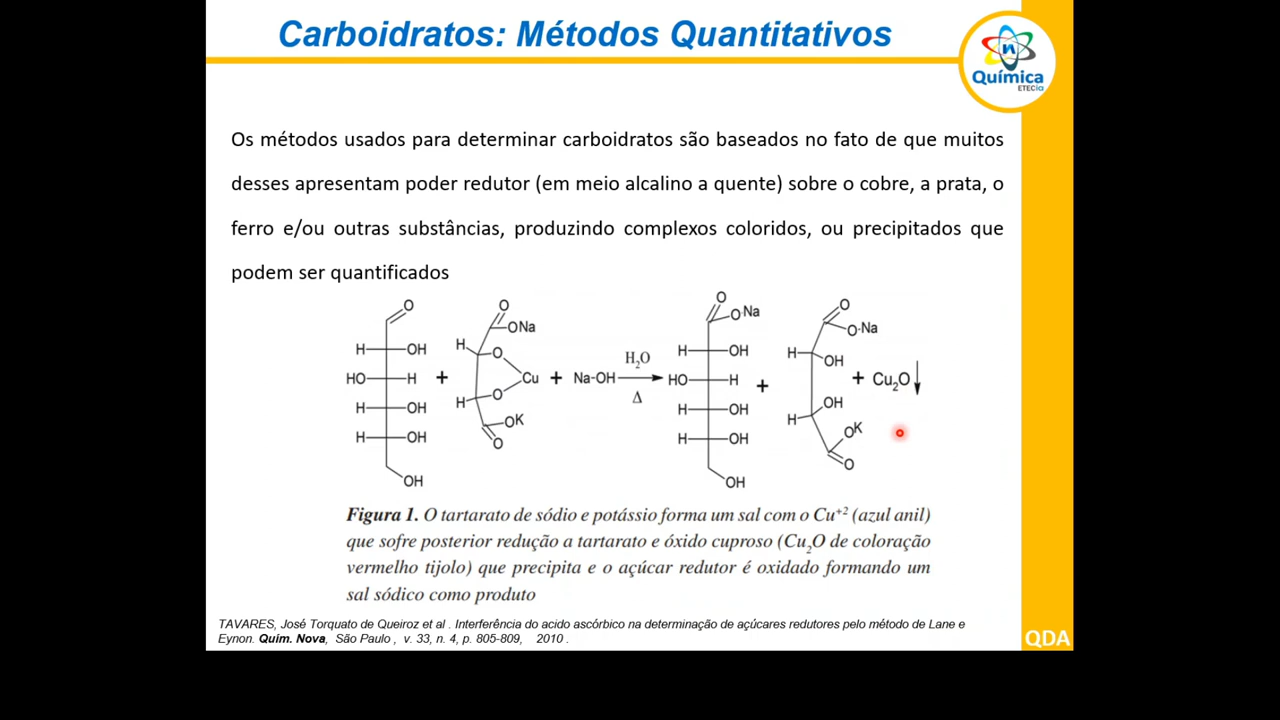 Carboidratos: Métodos Quantitativos
n
Química
ETECia
Os métodos usados para determinar carboidratos são baseados no fato de que muitos
desses apresentam poder redutor (em meio alcalino a quente) sobre o cobre, a prata, o
ferro e/ou outras substâncias, produzindo complexos coloridos, ou precipitados que
podem ser quantificados
O
H OH
HO H
H OH
H OH
OH
+
O
ONa
H O
Cu
H O
OK
O
+ Na-OH
H₂O
Δ
O
O-Na
H OH
HO H
H OH
H OH
OH
+
O
O-Na
H OH
H OH
OK
O
+ Cu₂O↓
Figura 1. O tartarato de sódio e potássio forma um sal com o Cu⁺² (azul anil)
que sofre posterior redução a tartarato e óxido cuproso (Cu₂O de coloração
vermelho tijolo) que precipita e o açúcar redutor é oxidado formando um
sal sódico como produto
TAVARES, José Torquato de Queiroz et al . Interferência do acido ascórbico na determinação de açúcares redutores pelo método de Lane e
Eynon. Quim. Nova, São Paulo , v. 33, n. 4, p. 805-809, 2010 .
QDA